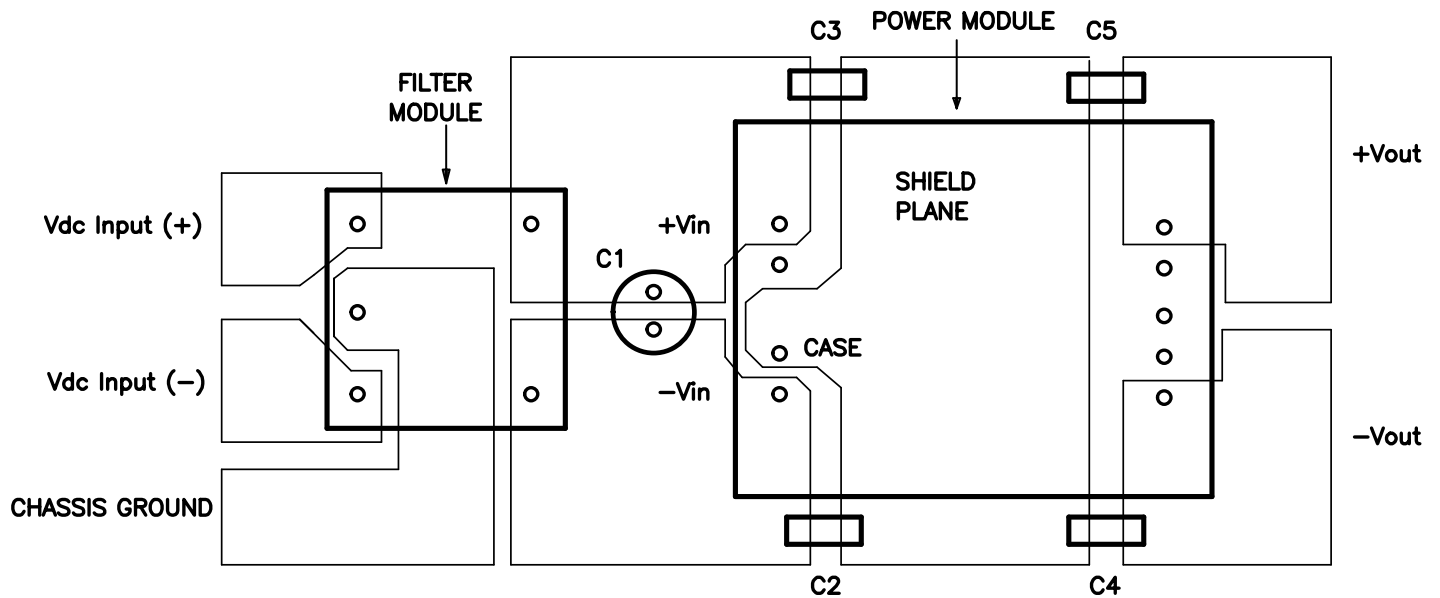 C3
POWER MODULE
C5
FILTER
MODULE
+Vout
SHIELD
PLANE
Vdc Input (+)
+Vin
C1
CASE
Vdc Input (−)
−Vin
−Vout
CHASSIS GROUND
C2
C4